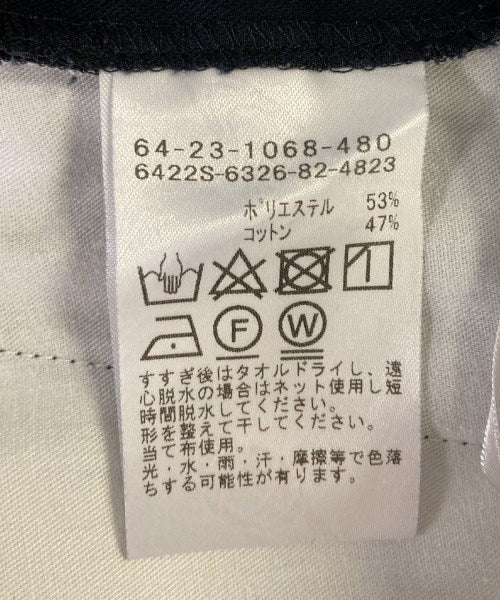 64-23-1068-480
6422S-6326-82-4823
ポリエステル 53%
コットン 47%
F W
すすぎ後はタオルドライし、遠
心脱水の場合はネット使用し短
時間脱水してください。
形を整えて干してください。
当て布使用。
光・水・雨・汗・摩擦等で色落
ちする可能性が有ります。